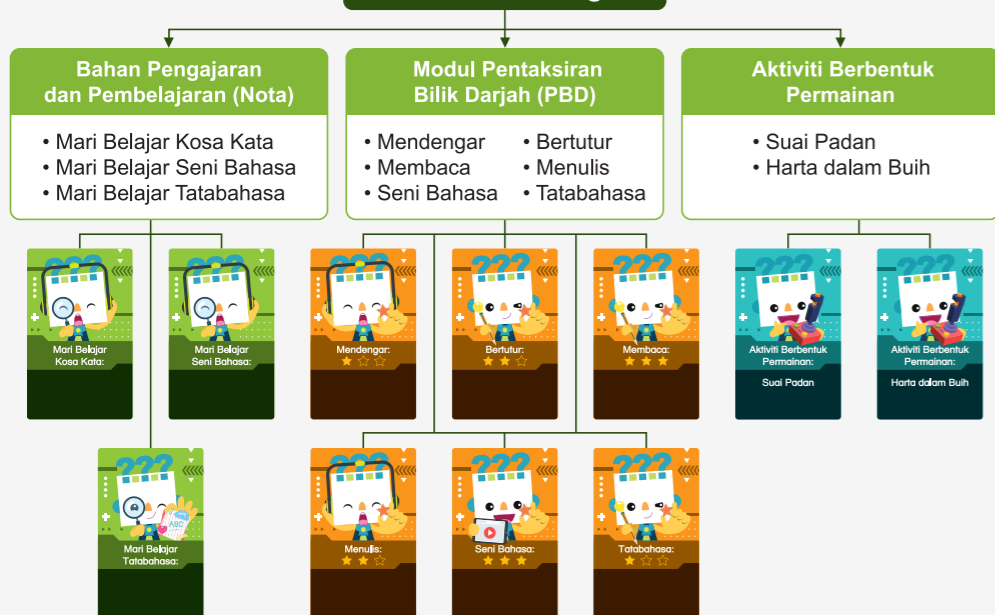 Bahan Pengajaran
dan Pembelajaran (Nota)
• Mari Belajar Kosa Kata
• Mari Belajar Seni Bahasa
• Mari Belajar Tatabahasa
Modul Pentaksiran
Bilik Darjah (PBD)
• Mendengar • Bertutur
• Membaca • Menulis
• Seni Bahasa • Tatabahasa
Aktiviti Berbentuk
Permainan
• Suai Padan
• Harta dalam Buih
???
Mari Belajar
Kosa Kata:
???
Mari Belajar
Seni Bahasa:
???
Mendengar:
???
Bertutur:
???
Membaca:
???
Aktiviti Berbentuk
Permainan:
Suai Padan
???
Aktiviti Berbentuk
Permainan:
Harta dalam Buih
???
ABC
Mari Belajar
Tatabahasa:
???
Menulis:
???
Seni Bahasa:
???
Tatabahasa: